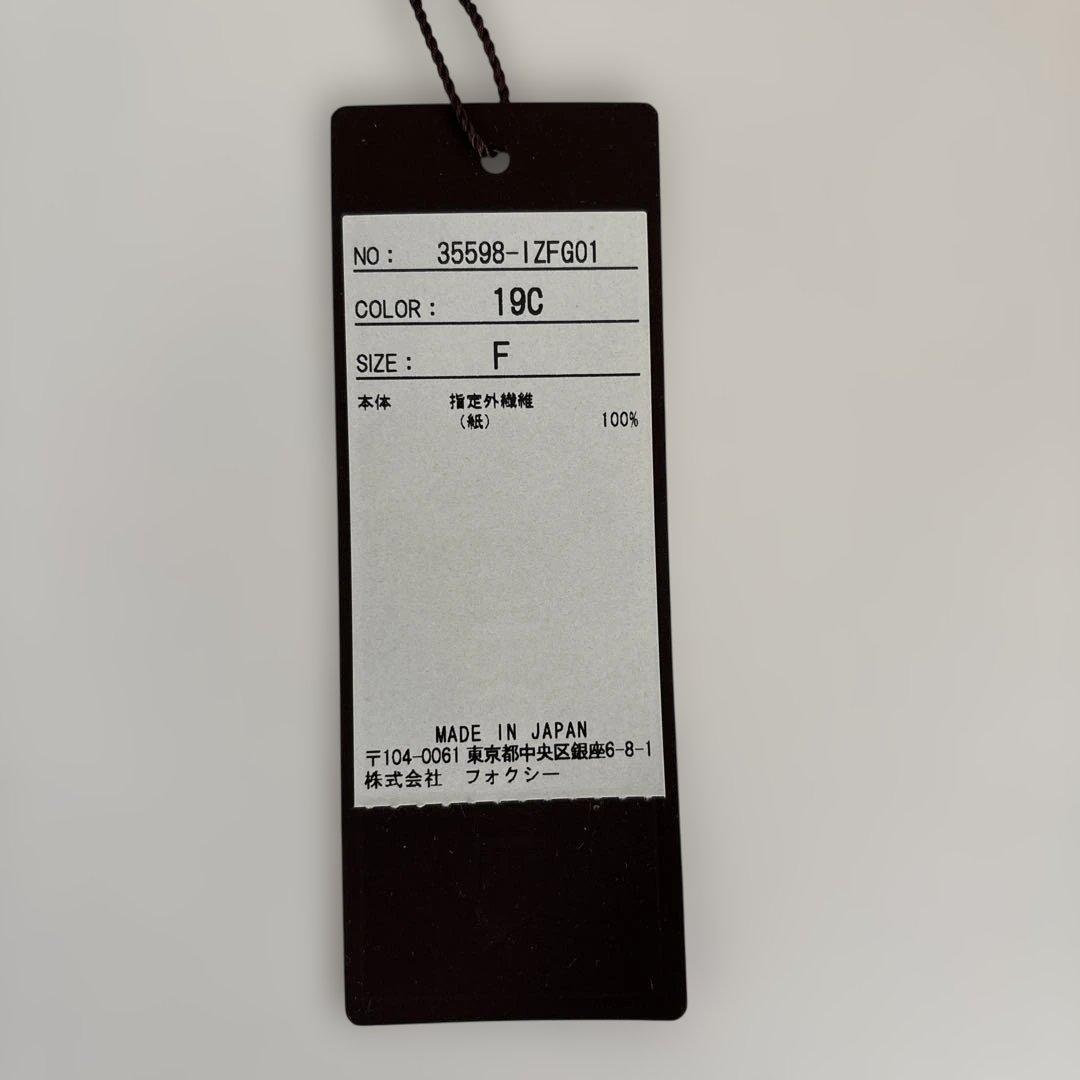 NO: 35598-IZFG01
COLOR: 19C
SIZE: F
本体 指定外繊維
(紙) 100%
MADE IN JAPAN
〒104-0061 東京都中央区銀座6-8-1
株式会社 フォクシー